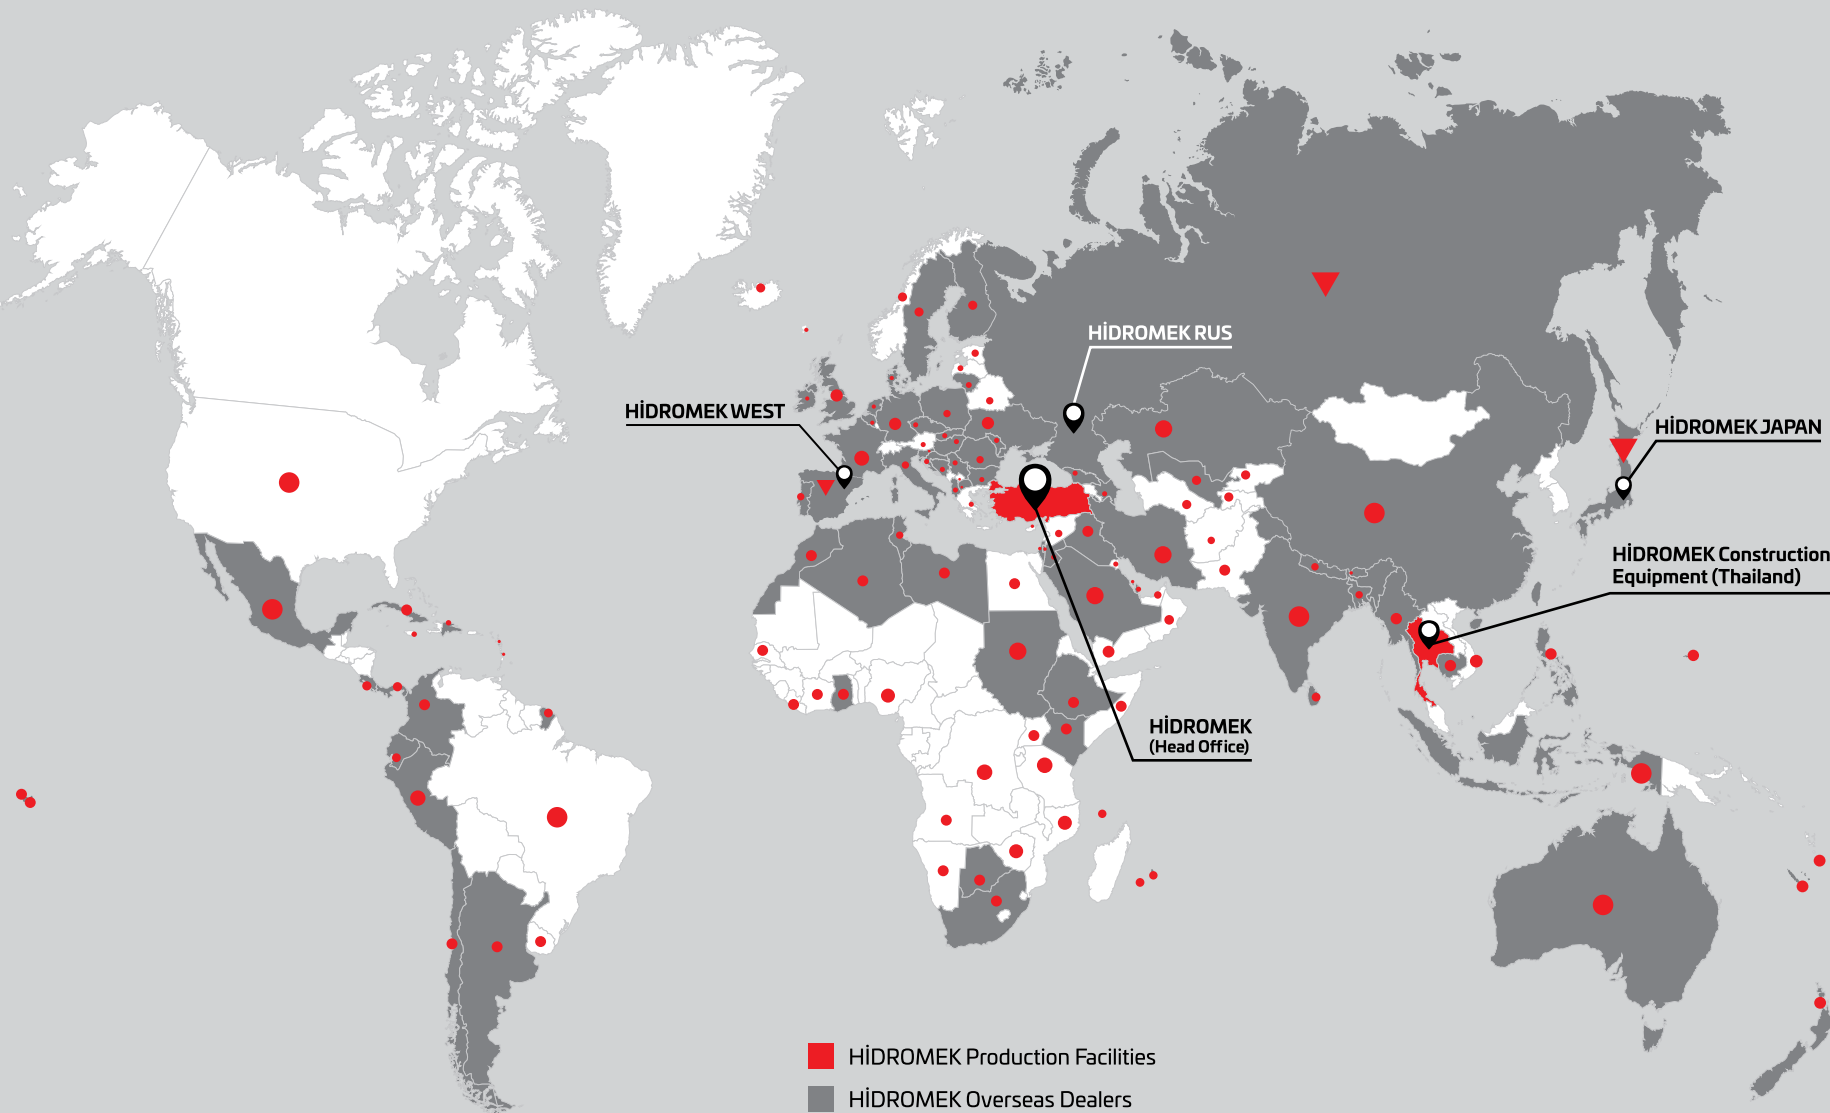 HİDROMEK RUS
HİDROMEK WEST
HİDROMEK JAPAN
HİDROMEK Construction
Equipment (Thailand)
HİDROMEK
(Head Office)
HİDROMEK Production Facilities
HİDROMEK Overseas Dealers